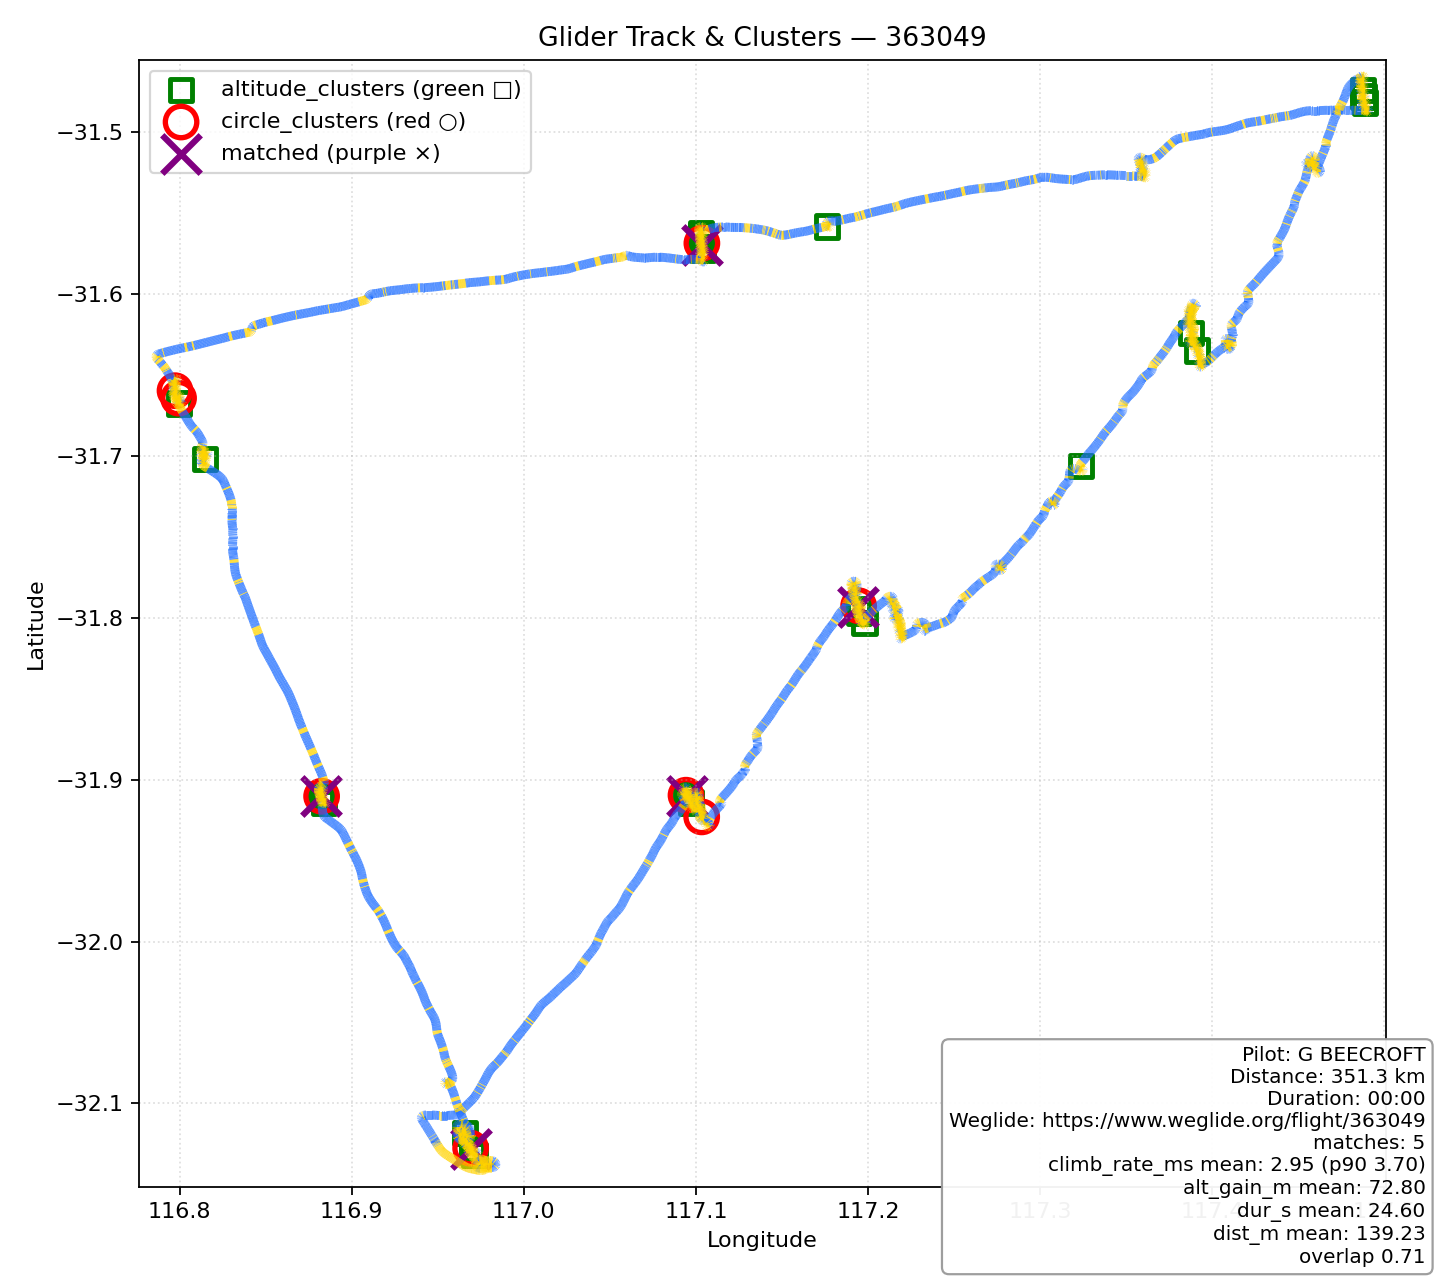 Glider Track & Clusters — 363049
altitude_clusters (green □)
circle_clusters (red ○)
matched (purple ×)
−31.5
−31.6
−31.7
−31.8
−31.9
−32.0
−32.1
Latitude
116.8
116.9
117.0
117.1
117.2
117.3
117.4
Longitude
Pilot: G BEECROFT
Distance: 351.3 km
Duration: 00:00
Weglide: https://www.weglide.org/flight/363049
matches: 5
climb_rate_ms mean: 2.95 (p90 3.70)
alt_gain_m mean: 72.80
dur_s mean: 24.60
dist_m mean: 139.23
overlap 0.71